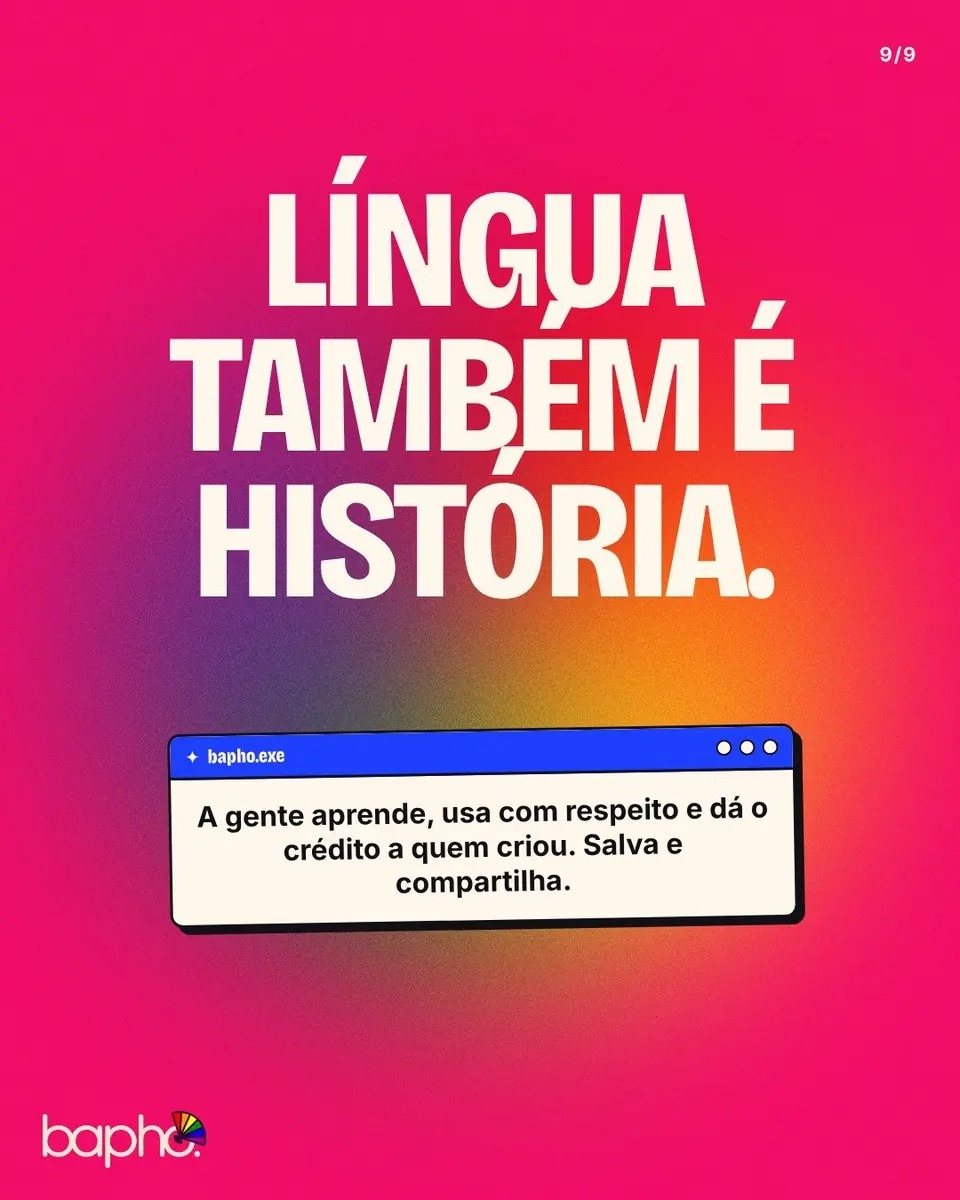 9/9
LÍNGUA
TAMBÉM É
HISTÓRIA.
✦ bapho.exe
A gente aprende, usa com respeito e dá o
crédito a quem criou. Salva e
compartilha.
bapho.